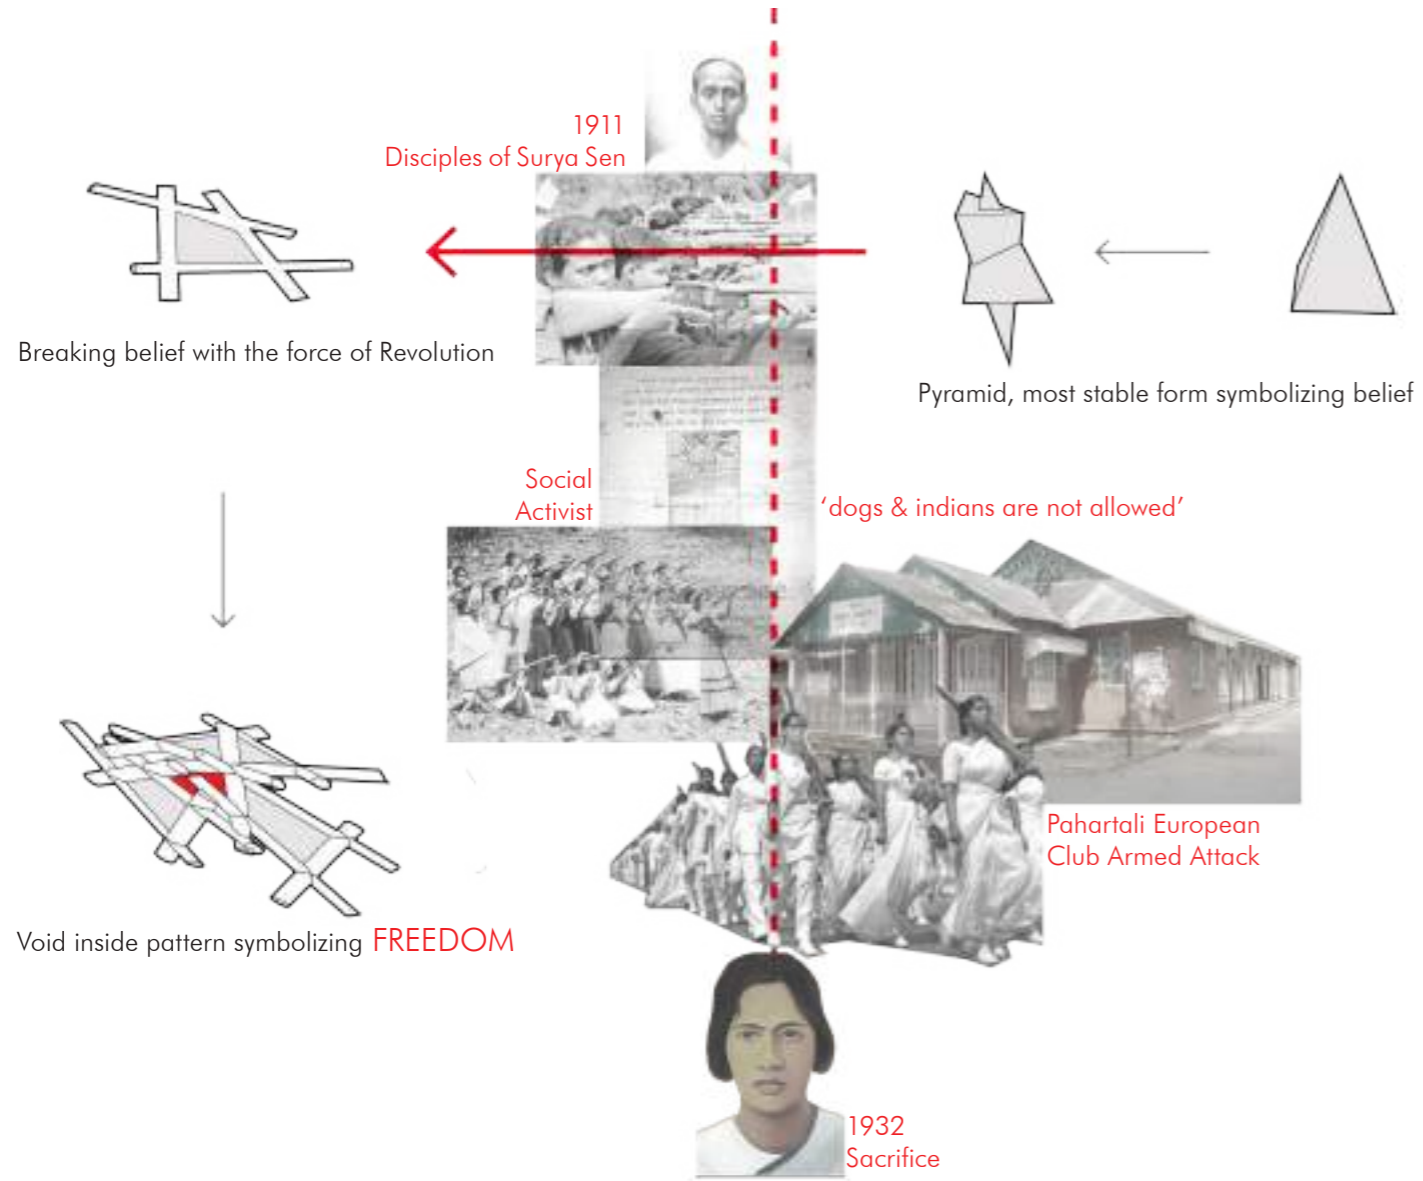 1911
Disciples of Surya Sen
Breaking belief with the force of Revolution
Pyramid, most stable form symbolizing belief
Social
Activist
‘dogs & indians are not allowed’
Pahartali European
Club Armed Attack
Void inside pattern symbolizing FREEDOM
1932
Sacrifice